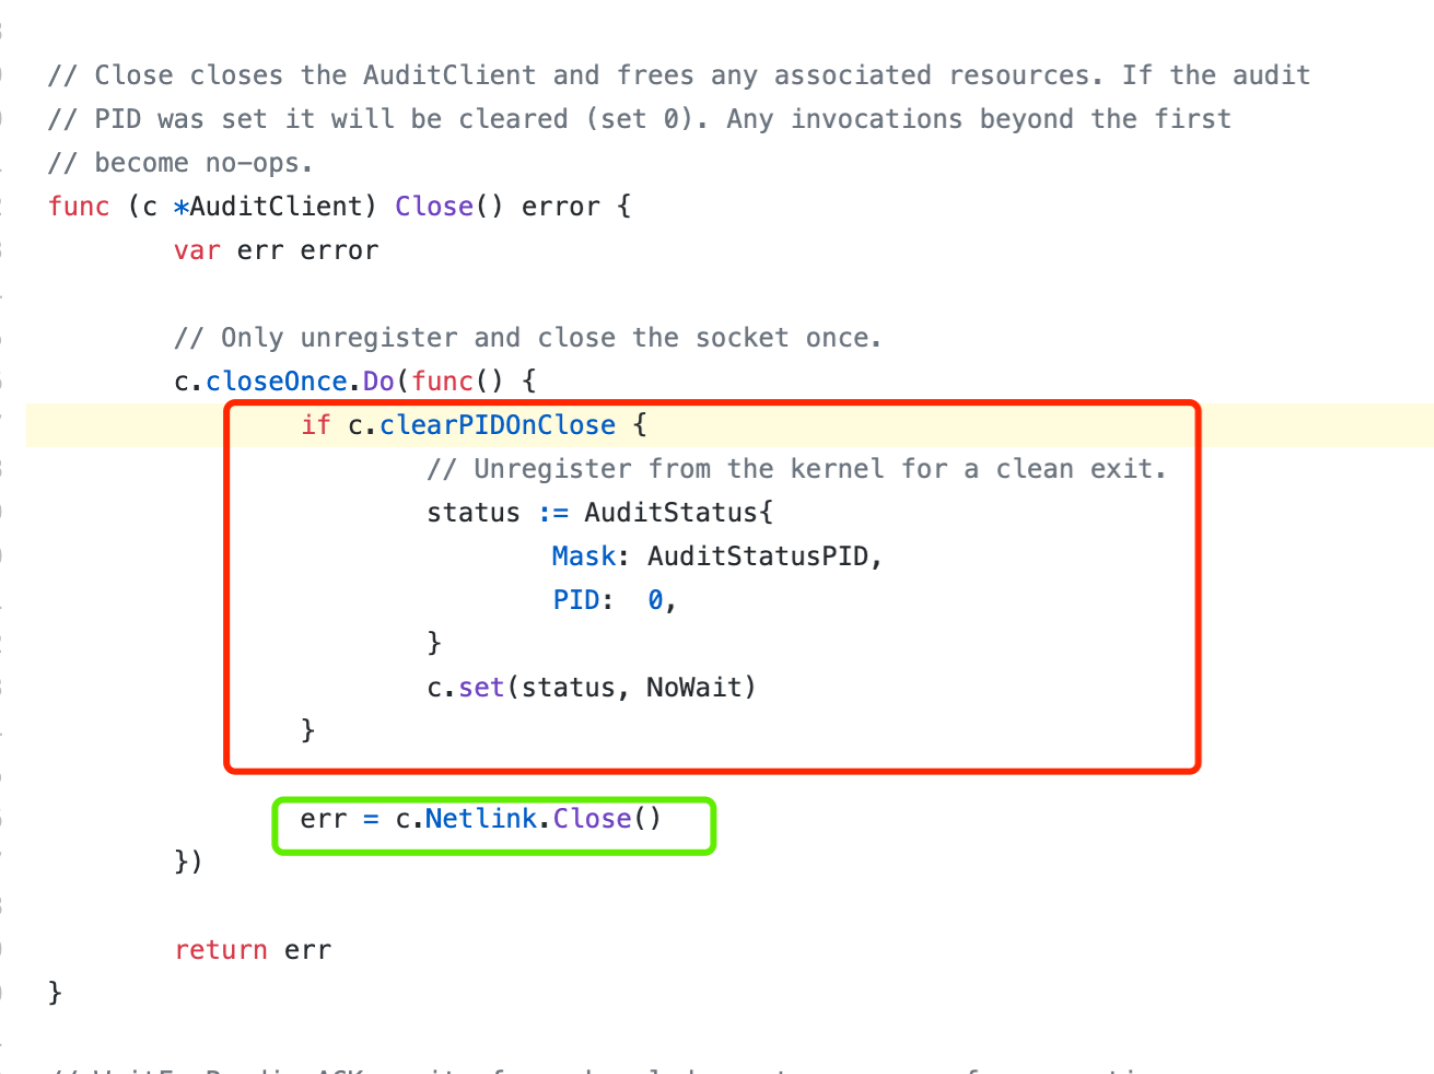 // Close closes the AuditClient and frees any associated resources. If the audit
// PID was set it will be cleared (set 0). Any invocations beyond the first
// become no-ops.
func (c *AuditClient) Close() error {
        var err error
        // Only unregister and close the socket once.
        c.closeOnce.Do(func() {
                if c.clearPIDOnClose {
                        // Unregister from the kernel for a clean exit.
                        status := AuditStatus{
                                Mask: AuditStatusPID,
                                PID:  0,
                        }
                        c.set(status, NoWait)
                }
                err = c.Netlink.Close()
        })
        return err
}